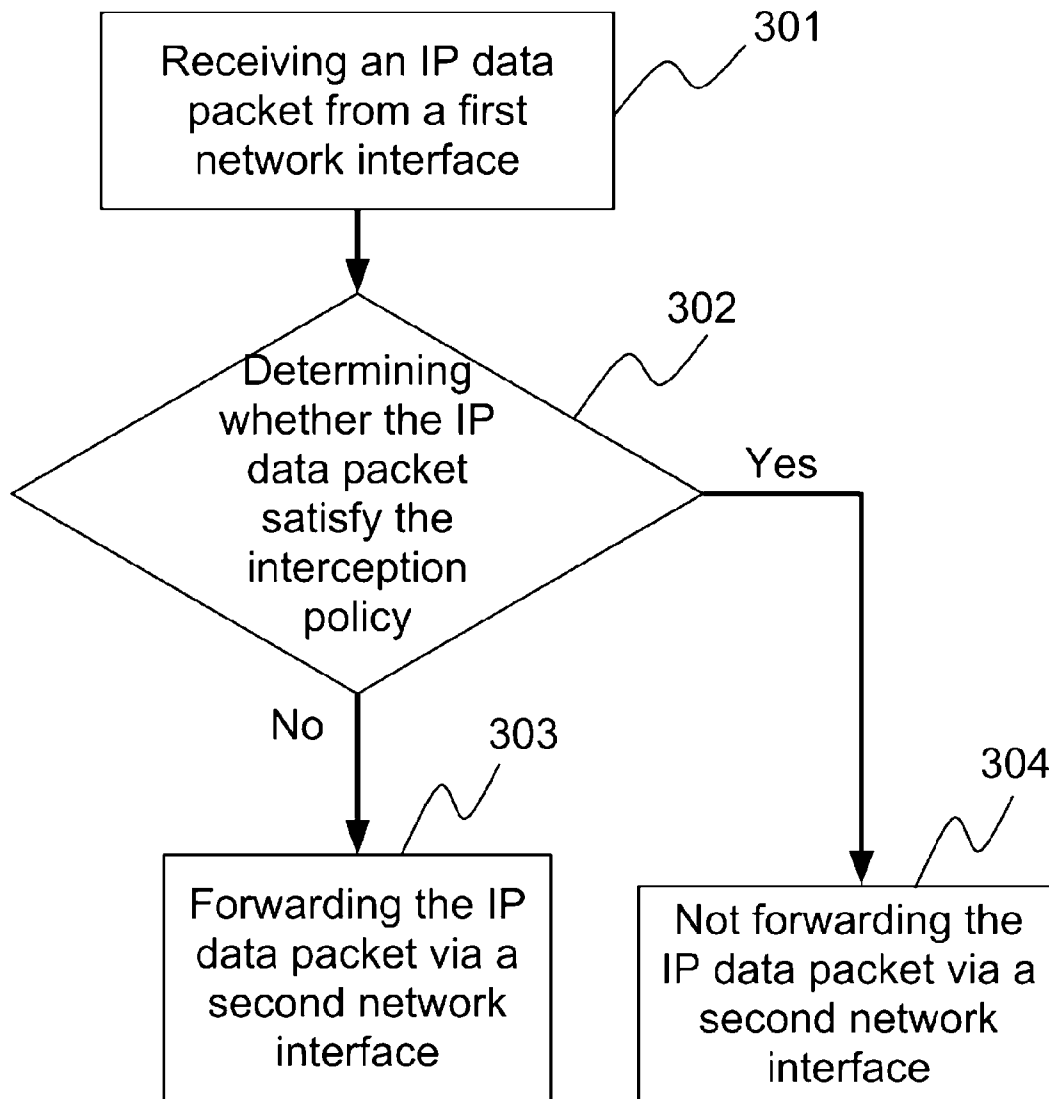 301
Receiving an IP data
packet from a first
network interface
302
Determining
whether the IP
data packet
satisfy the
interception
policy
Yes
No
303
304
Forwarding the IP
data packet via a
second network
interface
Not forwarding the
IP data packet via a
second network
interface